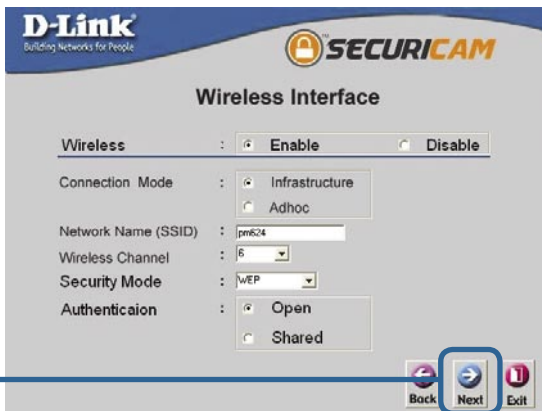 D-Link
Building Networks for People
SECURICAM
Wireless Interface
Wireless : Enable Disable
Connection Mode : Infrastructure
Adhoc
Network Name (SSID) : pm624
Wireless Channel : 6
Security Mode : WEP
Authenticaion : Open
Shared
Back Next Exit